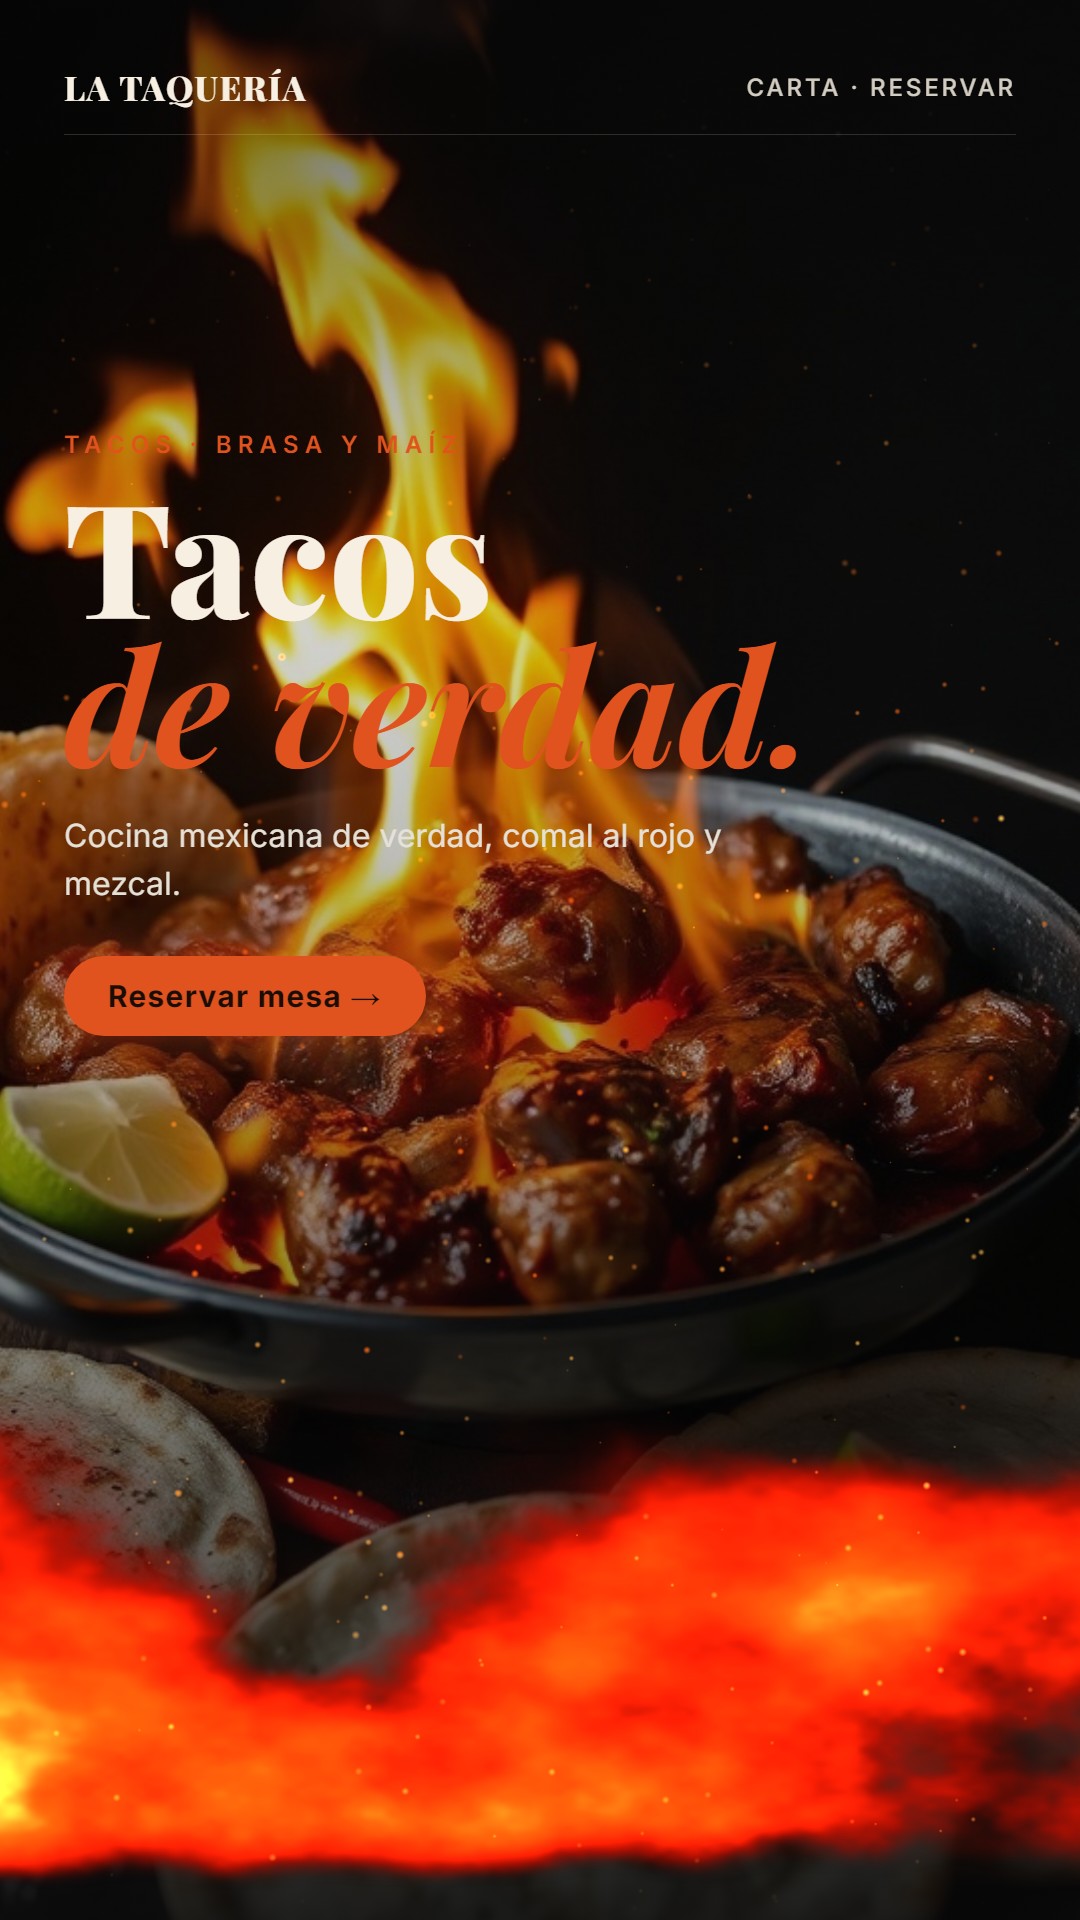 LA TAQUERÍA
CARTA · RESERVAR
TACOS · BRASA Y MAÍZ
Tacos
de verdad.
Cocina mexicana de verdad, comal al rojo y
mezcal.
Reservar mesa →